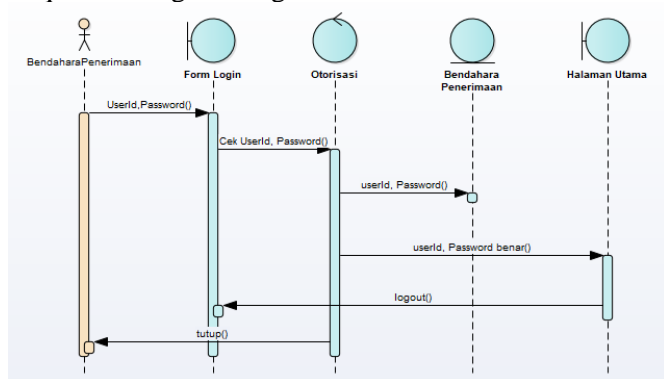 BendaharaPenerimaan
Form Login
Otorisasi
Bendahara
Penerimaan
Halaman Utama
UserId,Password()
Cek UserId, Password()
userId, Password()
userId, Password benar()
logout()
tutup()